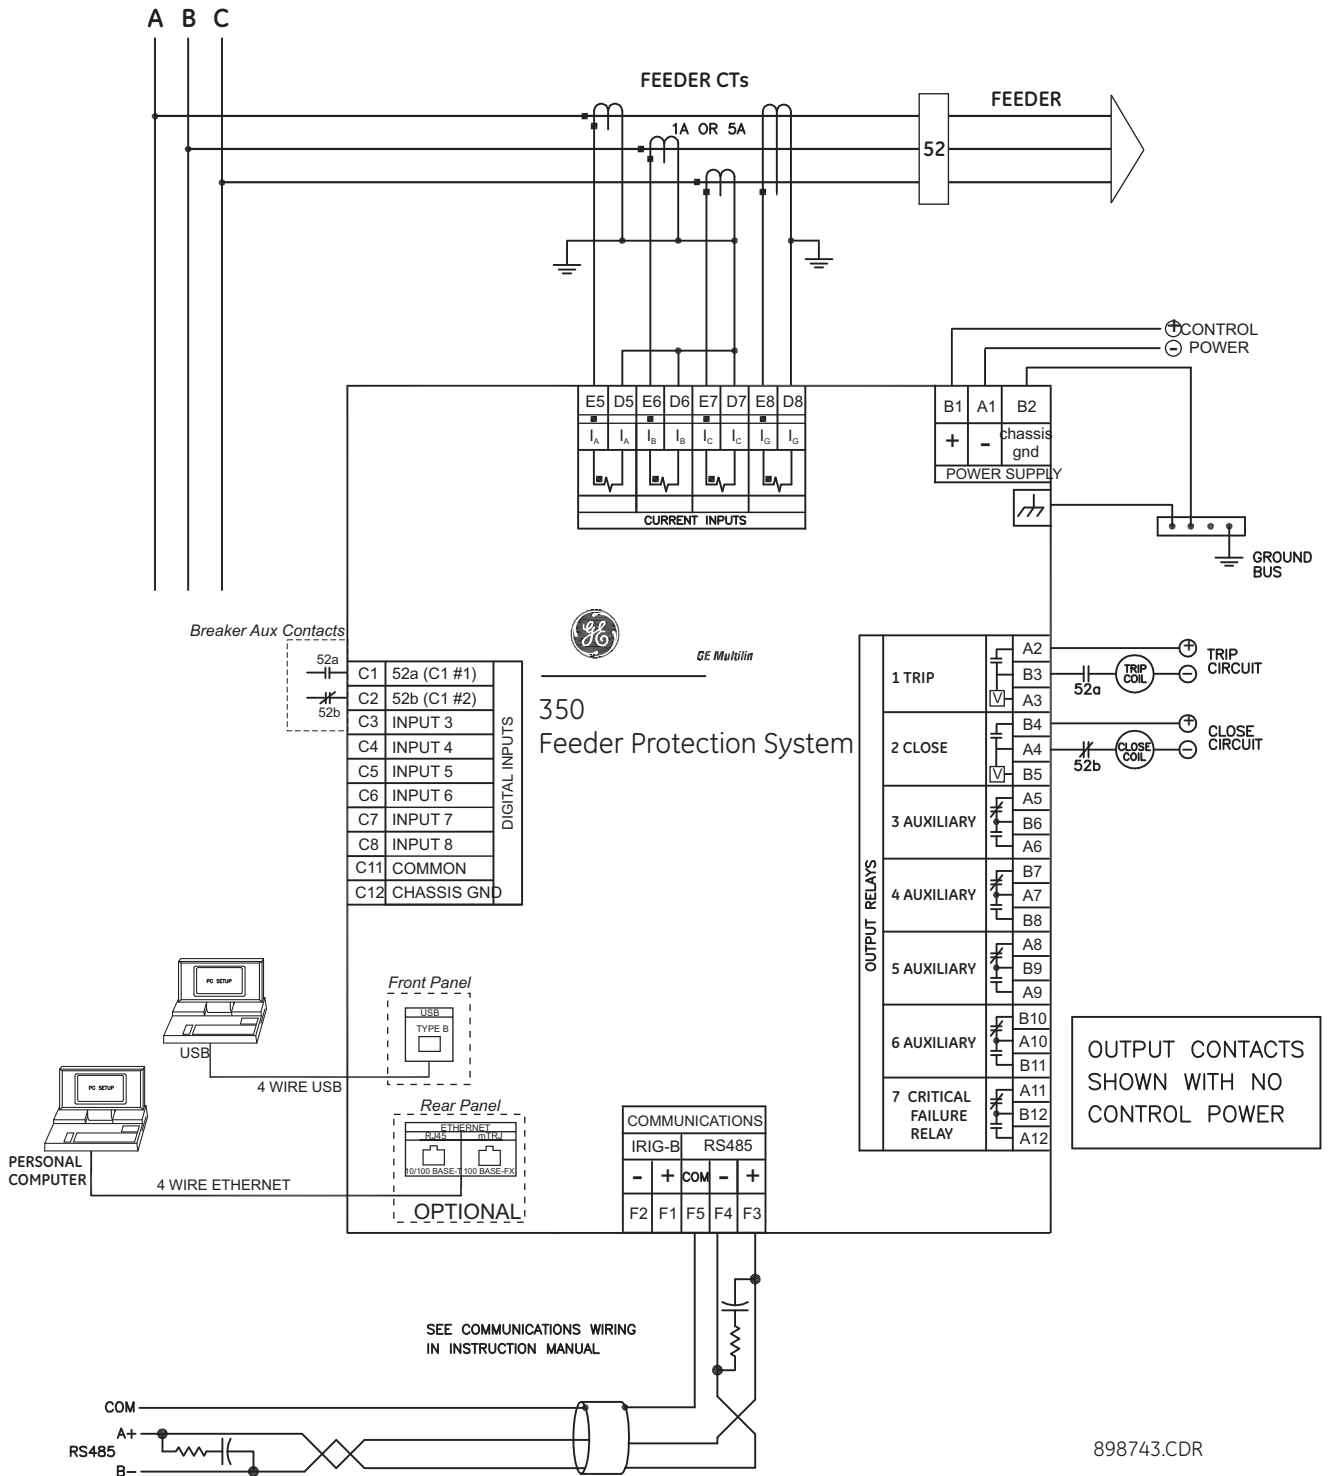 A B C
FEEDER CTs
FEEDER
1A OR 5A
52
CONTROL
POWER
E5 D5 E6 D6 E7 D7 E8 D8
IA IA IB IB IC IC IG IG
CURRENT INPUTS
B1 A1 B2
+ - chassis gnd
POWER SUPPLY
GROUND
BUS
Breaker Aux Contacts
52a
52b
C1 52a (C1 #1)
C2 52b (C1 #2)
C3 INPUT 3
C4 INPUT 4
C5 INPUT 5
C6 INPUT 6
C7 INPUT 7
C8 INPUT 8
C11 COMMON
C12 CHASSIS GND
DIGITAL INPUTS
GE
GE Multilin
350
Feeder Protection System
OUTPUT RELAYS
1 TRIP
V
A2
B3
A3
52a
TRIP COIL
+
-
TRIP
CIRCUIT
2 CLOSE
V
B4
A4
B5
52b
CLOSE COIL
+
-
CLOSE
CIRCUIT
3 AUXILIARY
A5
B6
A6
4 AUXILIARY
B7
A7
B8
5 AUXILIARY
A8
B9
A9
6 AUXILIARY
B10
A10
B11
7 CRITICAL
FAILURE
RELAY
A11
B12
A12
OUTPUT CONTACTS
SHOWN WITH NO
CONTROL POWER
PC SETUP
USB
4 WIRE USB
Front Panel
USB
TYPE B
PC SETUP
PERSONAL
COMPUTER
4 WIRE ETHERNET
Rear Panel
ETHERNET
RJ45 mTRJ
10/100 BASE-T 100 BASE-FX
OPTIONAL
COMMUNICATIONS
IRIG-B RS485
- + COM - +
F2 F1 F5 F4 F3
SEE COMMUNICATIONS WIRING
IN INSTRUCTION MANUAL
COM
A+
RS485
B-
898743.CDR